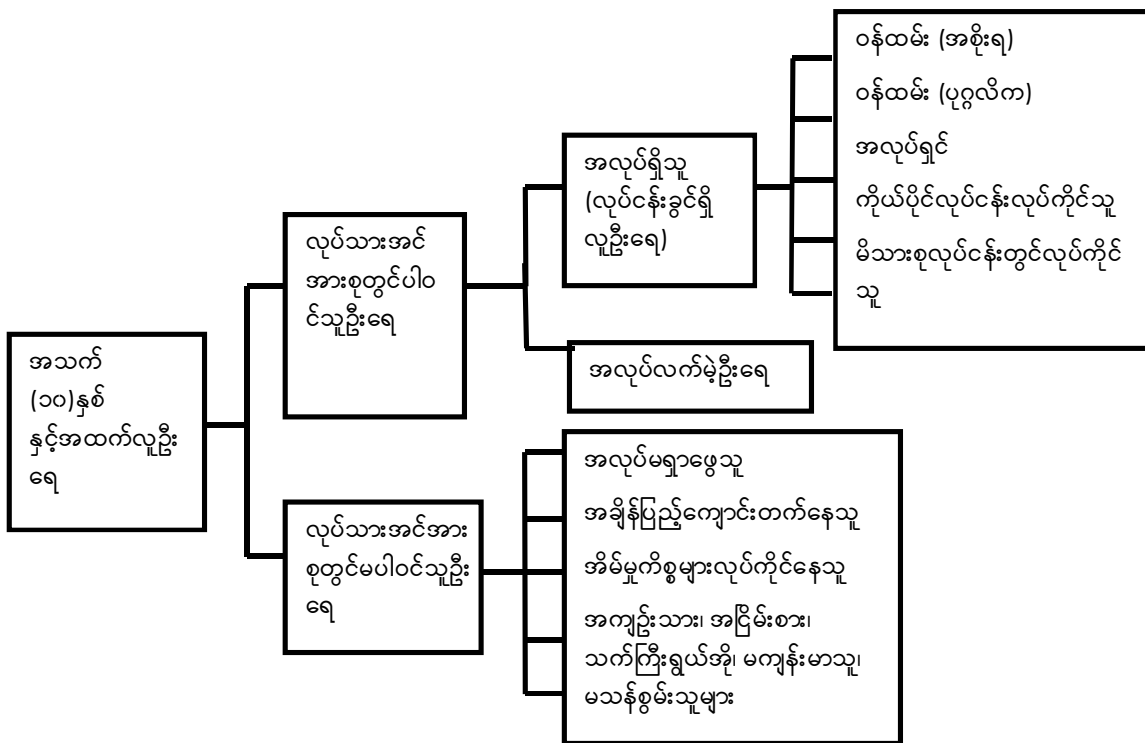 အသက်
(၁၀)နှစ်
နှင့်အထက်လူဦး
ရေ
လုပ်သားအင်
အားစုတွင်ပါဝ
င်သူဦးရေ
လုပ်သားအင်အား
စုတွင်မပါဝင်သူဦး
ရေ
အလုပ်ရှိသူ
(လုပ်ငန်းခွင်ရှိ
လူဦးရေ)
အလုပ်လက်မဲ့ဦးရေ
ဝန်ထမ်း (အစိုးရ)
ဝန်ထမ်း (ပုဂ္ဂလိက)
အလုပ်ရှင်
ကိုယ်ပိုင်လုပ်ငန်းလုပ်ကိုင်သူ
မိသားစုလုပ်ငန်းတွင်လုပ်ကိုင်
သူ
အလုပ်မရှာဖွေသူ
အချိန်ပြည့်ကျောင်းတက်နေသူ
အိမ်မှုကိစ္စများလုပ်ကိုင်နေသူ
အကျဥ်းသား၊ အငြိမ်းစား၊
သက်ကြီးရွယ်အို၊ မကျန်းမာသူ၊
မသန်စွမ်းသူများ